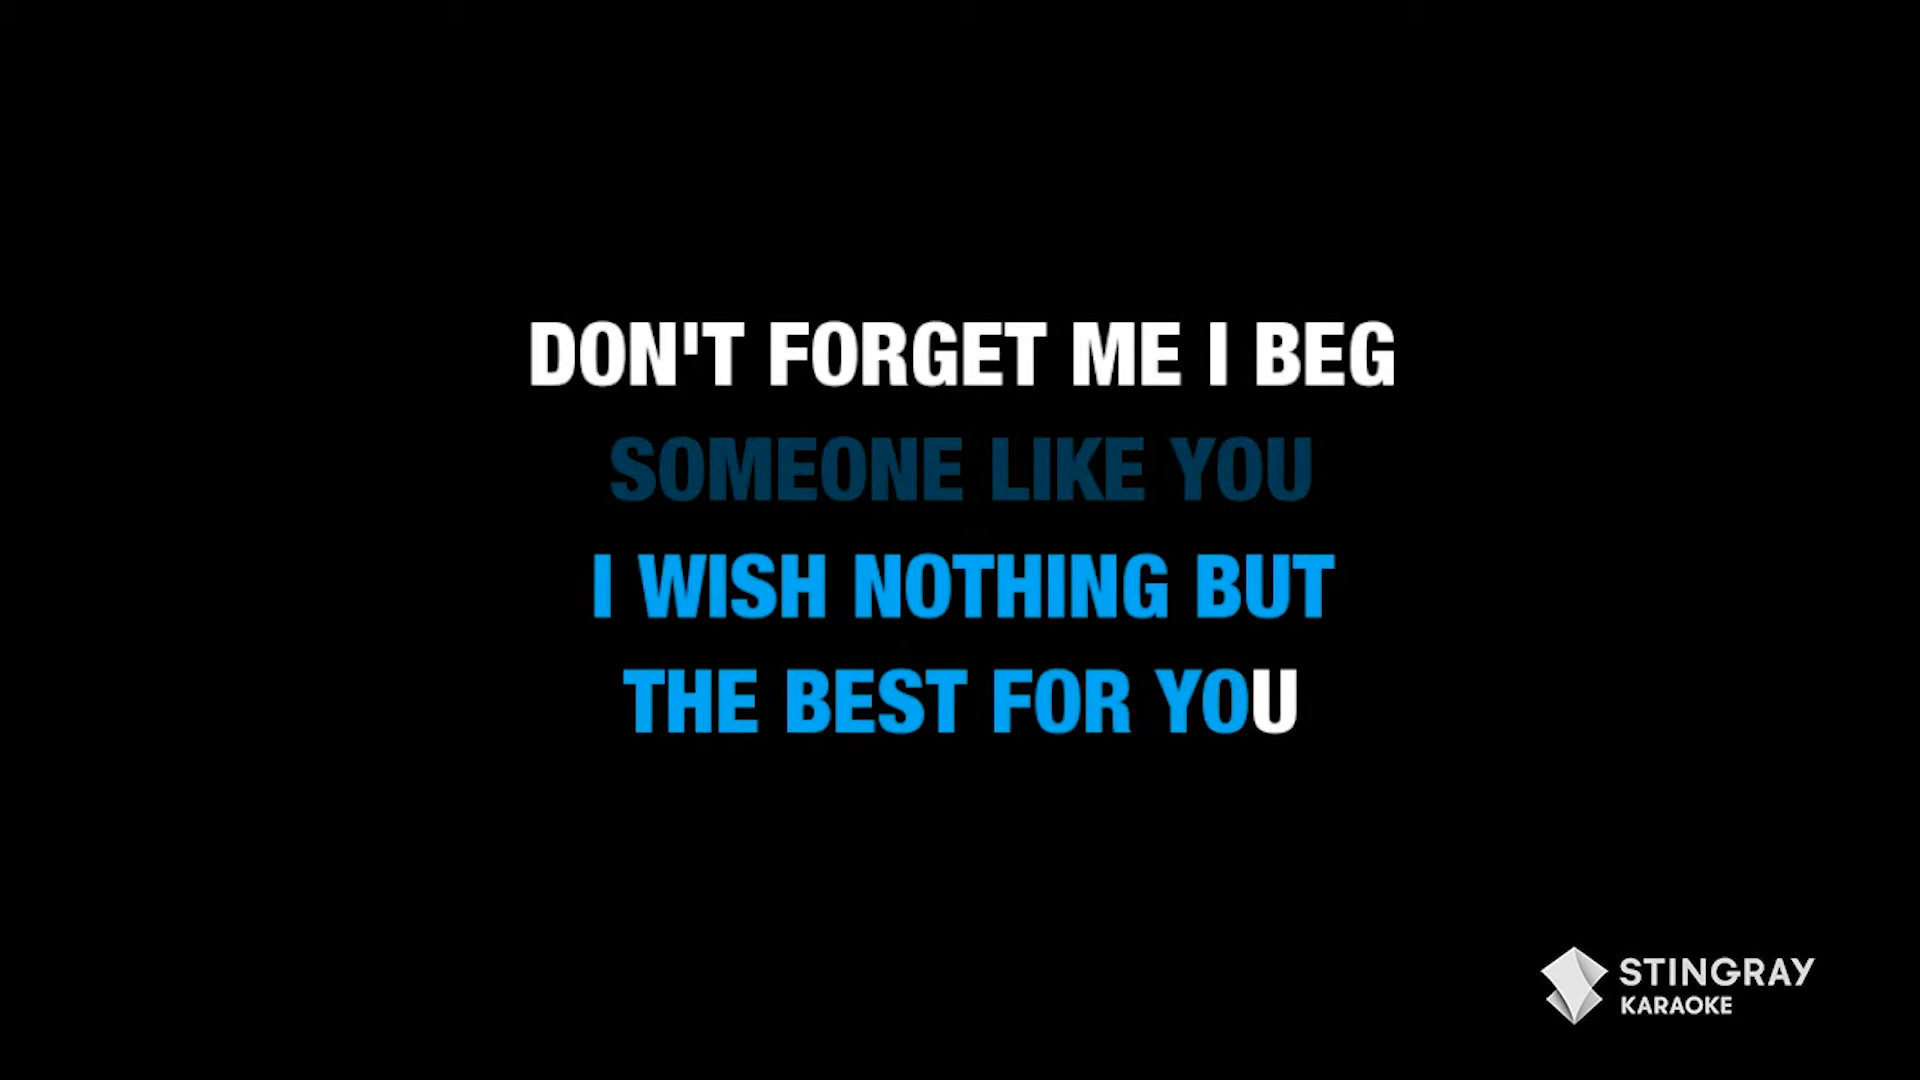 DON'T FORGET ME I BEG
SOMEONE LIKE YOU
I WISH NOTHING BUT
THE BEST FOR YOU
STINGRAY
KARAOKE